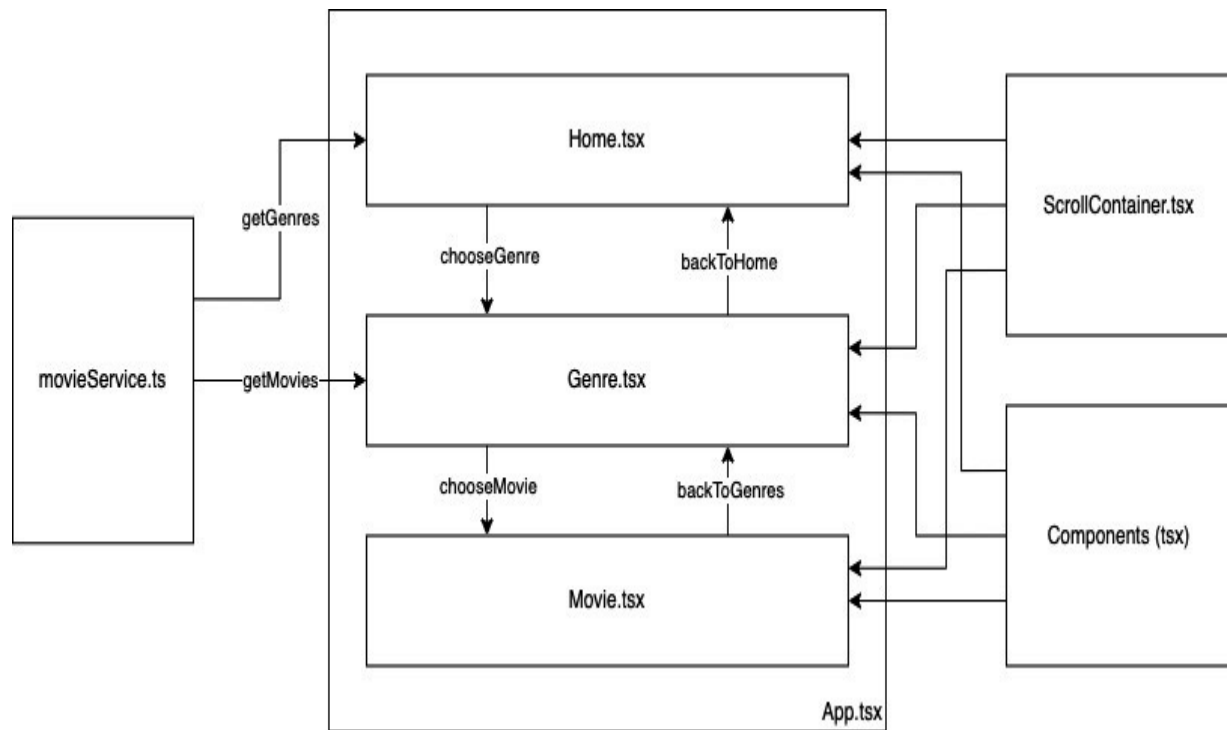 Home.tsx
ScrollContainer.tsx
getGenres
chooseGenre
backToHome
movieService.ts
getMovies
Genre.tsx
chooseMovie
backToGenres
Components (tsx)
Movie.tsx
App.tsx